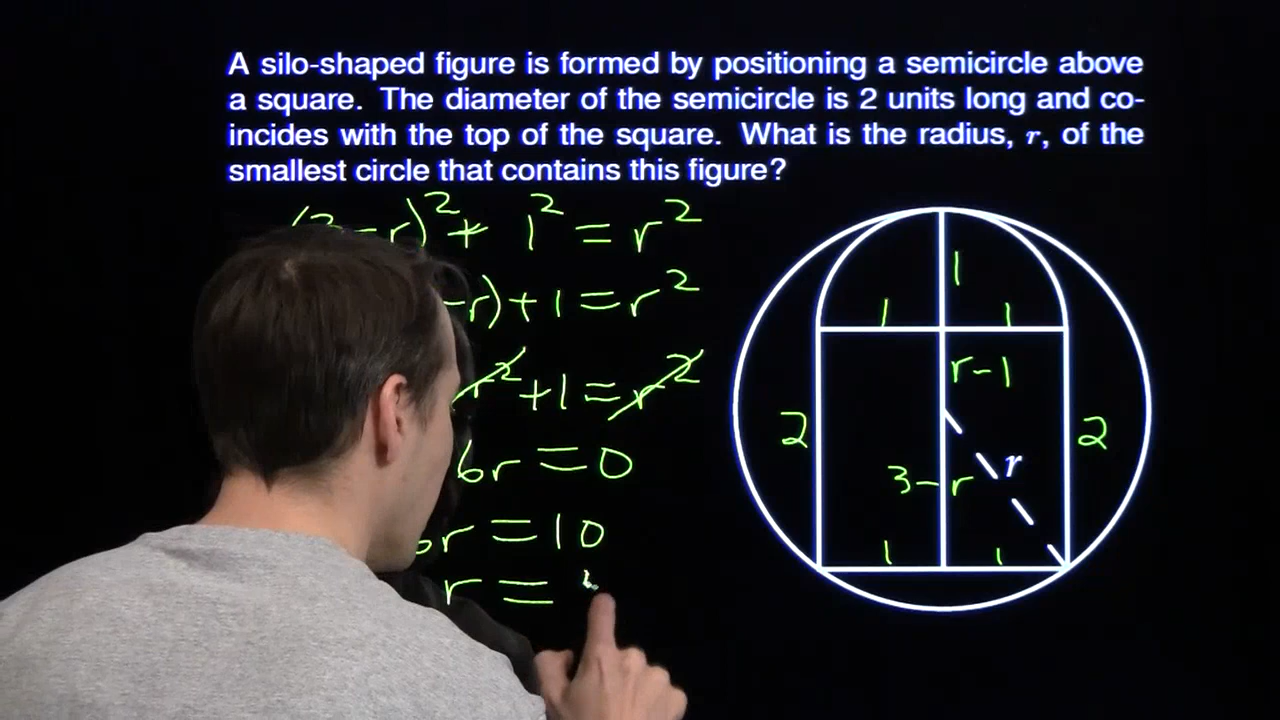 A silo-shaped figure is formed by positioning a semicircle above
a square. The diameter of the semicircle is 2 units long and co-
incides with the top of the square. What is the radius, r, of the
smallest circle that contains this figure?
-r)² + 1² = r²
-r)+1=r²
r²+1=r²
6r=0
6r=10
r=
1
1
1
r-1
2
2
r
3-r
1
1